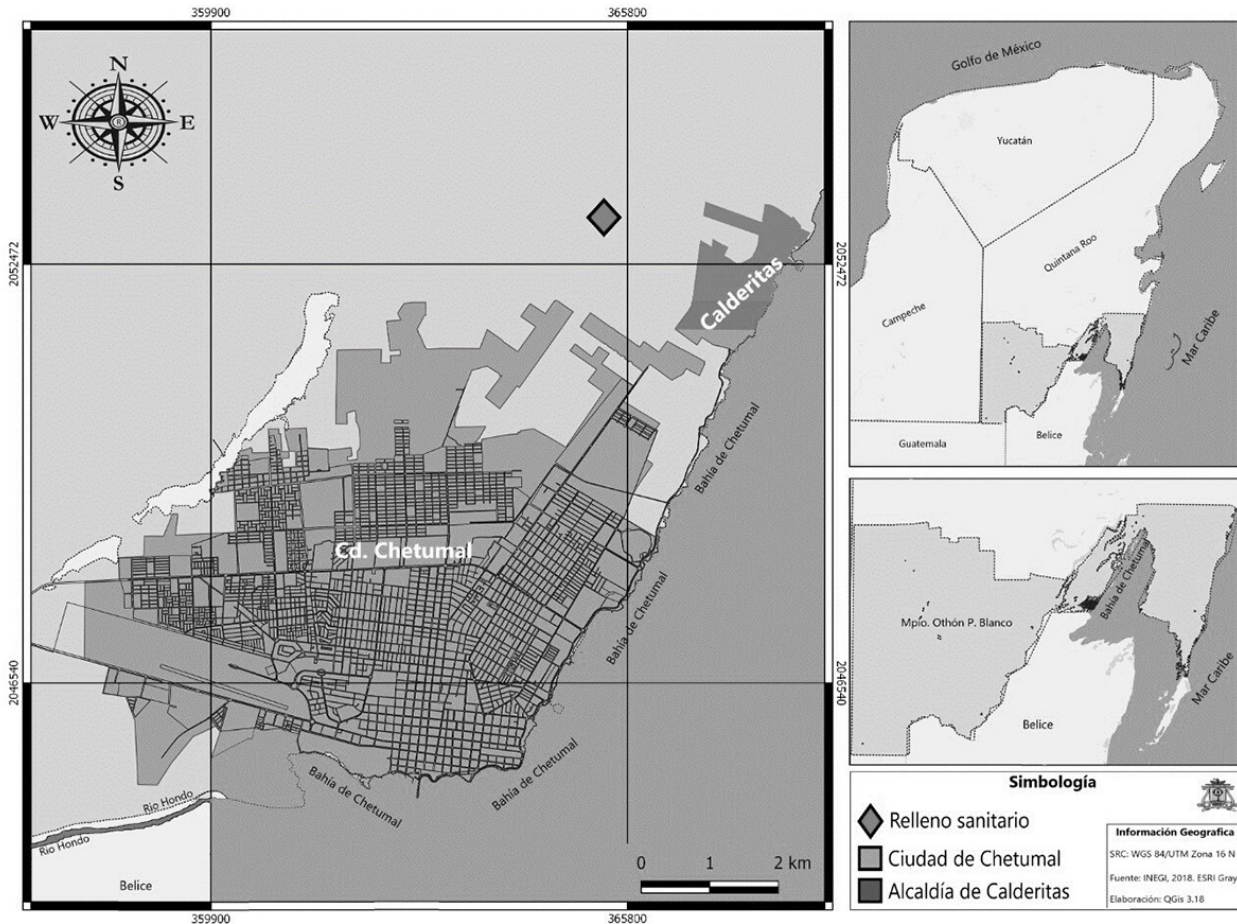 359900
365800
N
W
E
S
R
2052472
2052472
Calderitas
Bahía de Chetumal
Cd. Chetumal
Bahía de Chetumal
2046540
2046540
Bahía de Chetumal
Bahía de Chetumal
Rio Hondo
Rio Hondo
Belice
0 1 2 km
359900
365800
Golfo de México
Yucatán
Quintana Roo
Campeche
Mar Caribe
Guatemala
Belice
Bahía de Chetumal
Mpio. Othón P. Blanco
Mar Caribe
Belice
Simbología
Relleno sanitario
Ciudad de Chetumal
Alcaldía de Calderitas
Información Geografica
SRC: WGS 84/UTM Zona 16 N
Fuente: INEGI, 2018. ESRI Gray
Elaboración: QGis 3.18